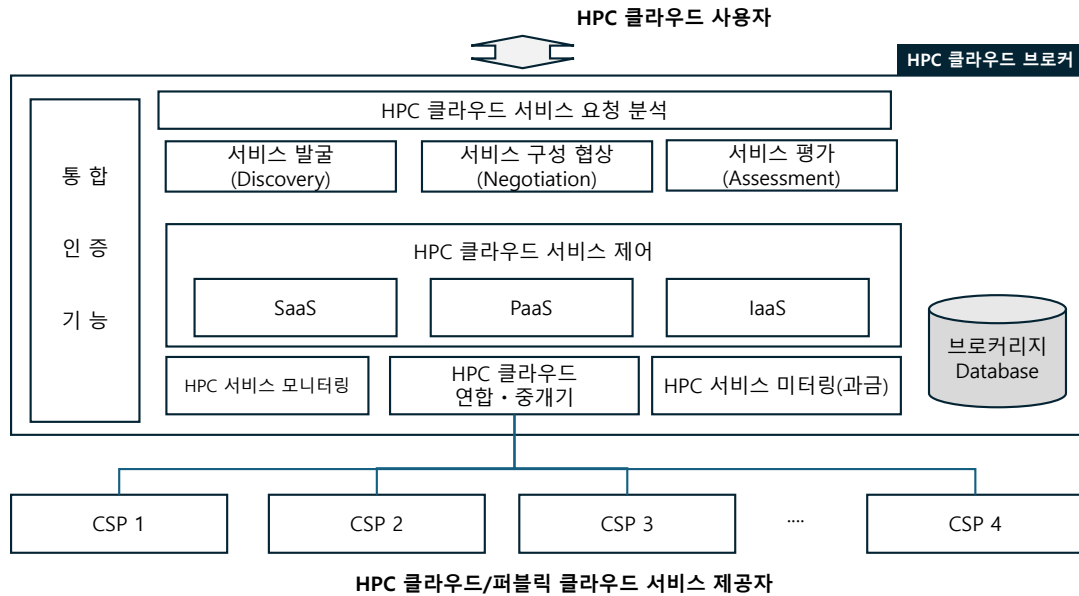 HPC 클라우드 사용자
HPC 클라우드 브로커
통 합
인 증
기 능
HPC 클라우드 서비스 요청 분석
서비스 발굴
(Discovery)
서비스 구성 협상
(Negotiation)
서비스 평가
(Assessment)
HPC 클라우드 서비스 제어
SaaS
PaaS
IaaS
HPC 서비스 모니터링
HPC 클라우드
연합・중개기
HPC 서비스 미터링(과금)
브로커리지
Database
CSP 1
CSP 2
CSP 3
....
CSP 4
HPC 클라우드/퍼블릭 클라우드 서비스 제공자